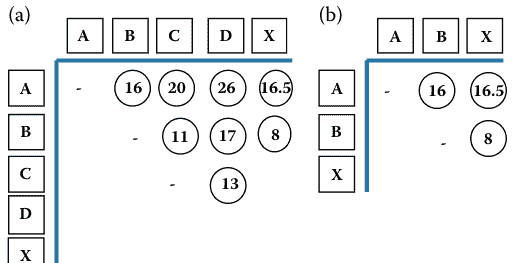 (a)
A B C D X
A - 16 20 26 16.5
B - 11 17 8
C - 13
D
X
(b)
A B X
A - 16 16.5
B - 8
X